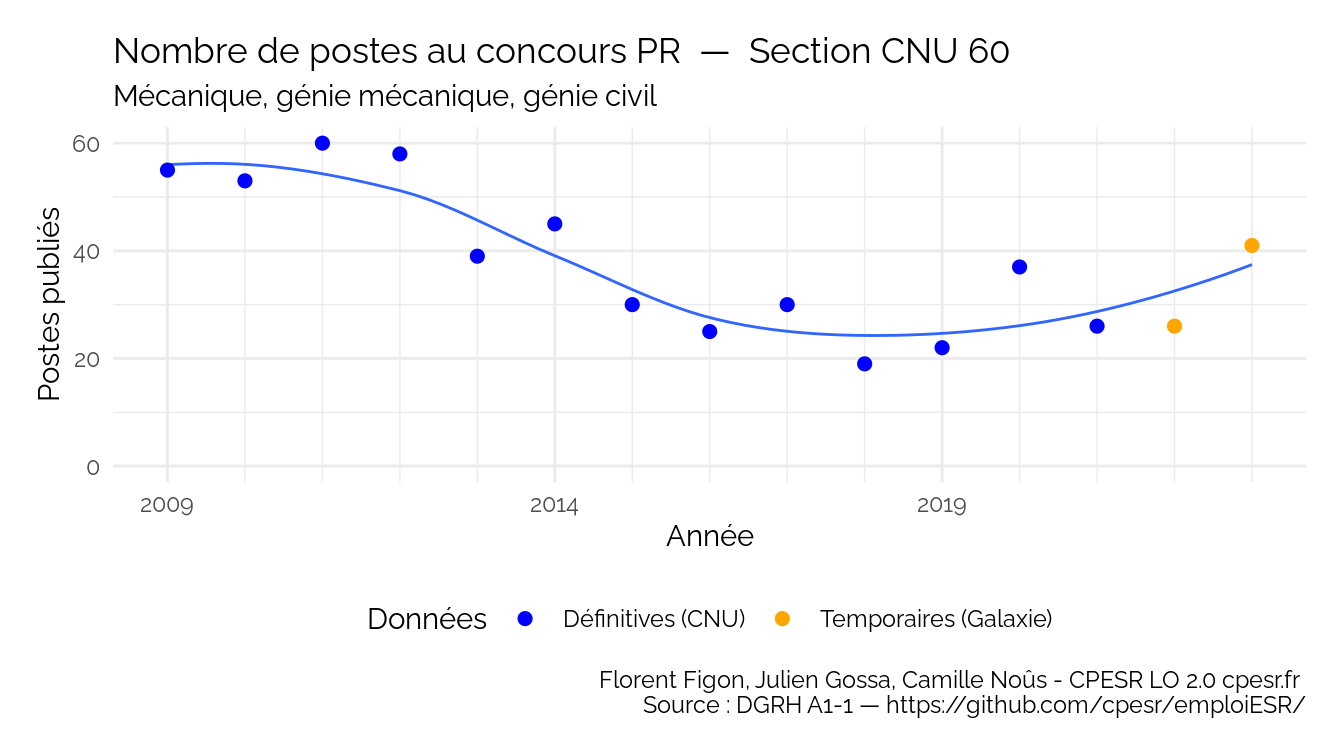 Nombre de postes au concours PR — Section CNU 60
Mécanique, génie mécanique, génie civil
Postes publiés
60
40
20
0
2009 2014 2019
Année
Données Définitives (CNU) Temporaires (Galaxie)
Florent Figon, Julien Gossa, Camille Noûs - CPESR LO 2.0 cpesr.fr
Source : DGRH A1-1 — https://github.com/cpesr/emploiESR/